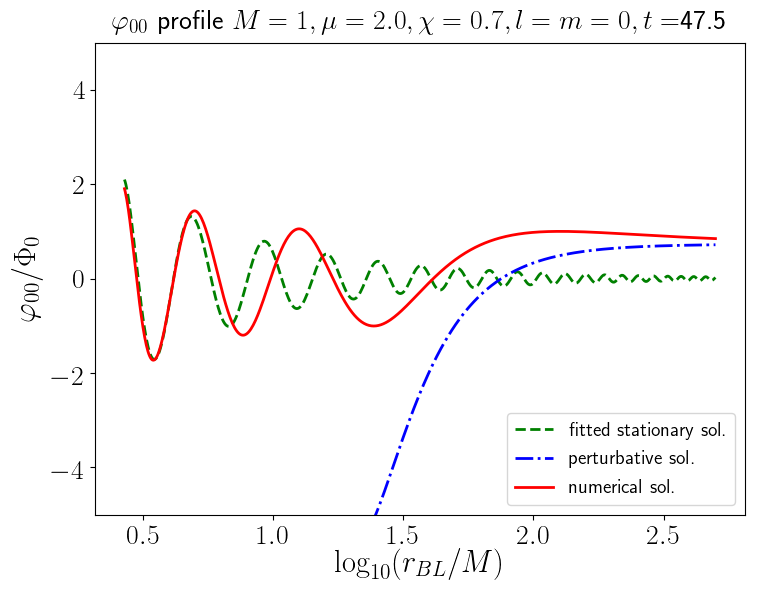 φ₀₀ profile M = 1, μ = 2.0, χ = 0.7, l = m = 0, t =47.5
φ₀₀/Φ₀
4
2
0
−2
−4
fitted stationary sol.
perturbative sol.
numerical sol.
0.5 1.0 1.5 2.0 2.5
log₁₀(r_BL/M)